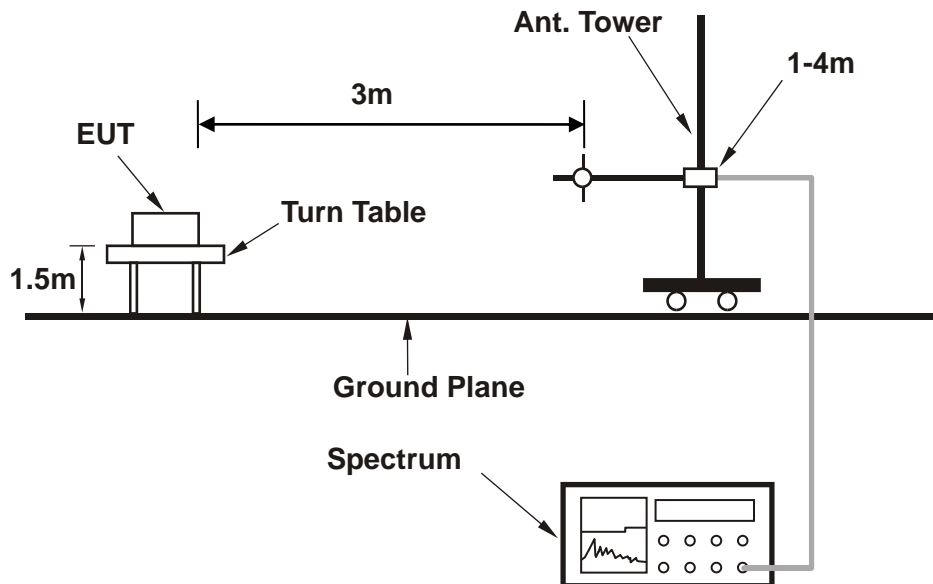 Ant. Tower
1-4m
3m
EUT
Turn Table
1.5m
Ground Plane
Spectrum